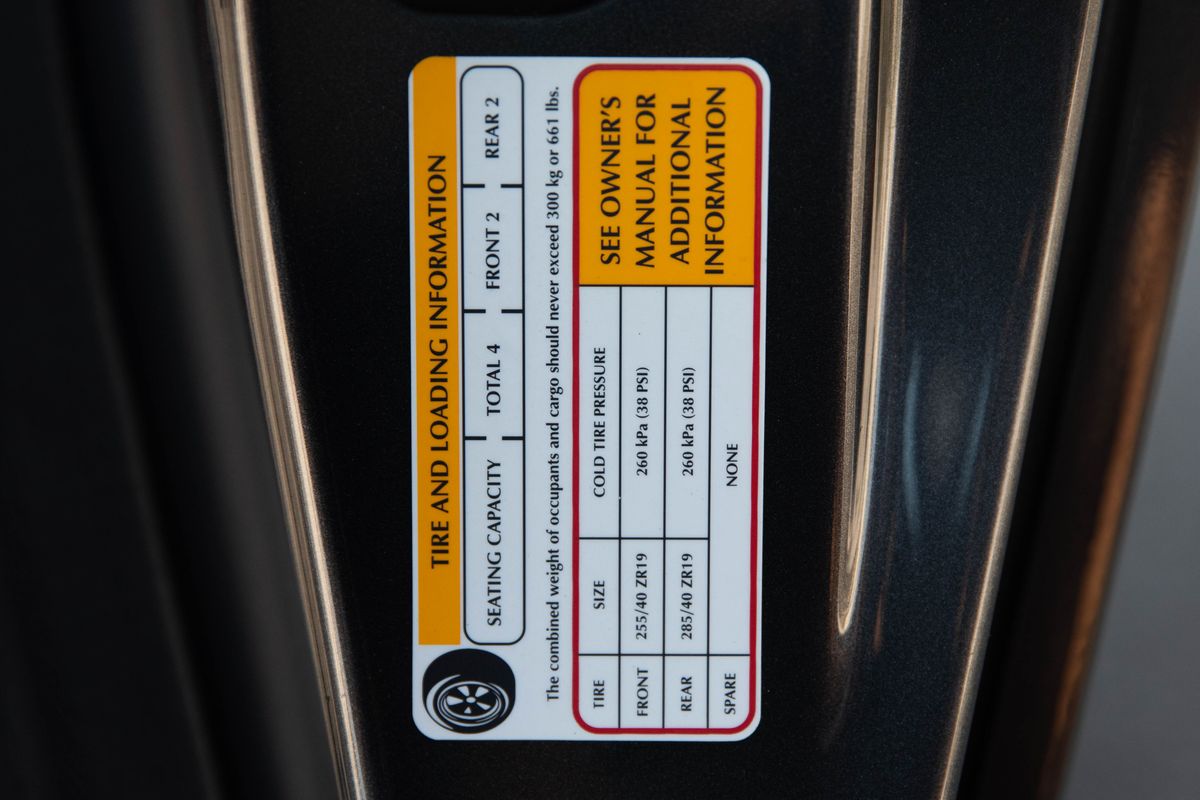 TIRE AND LOADING INFORMATION
SEATING CAPACITY TOTAL 4 FRONT 2 REAR 2
The combined weight of occupants and cargo should never exceed 300 kg or 661 lbs.
TIRE SIZE COLD TIRE PRESSURE
FRONT 255/40 ZR19 260 kPa (38 PSI)
REAR 285/40 ZR19 260 kPa (38 PSI)
SPARE NONE
SEE OWNER'S
MANUAL FOR
ADDITIONAL
INFORMATION